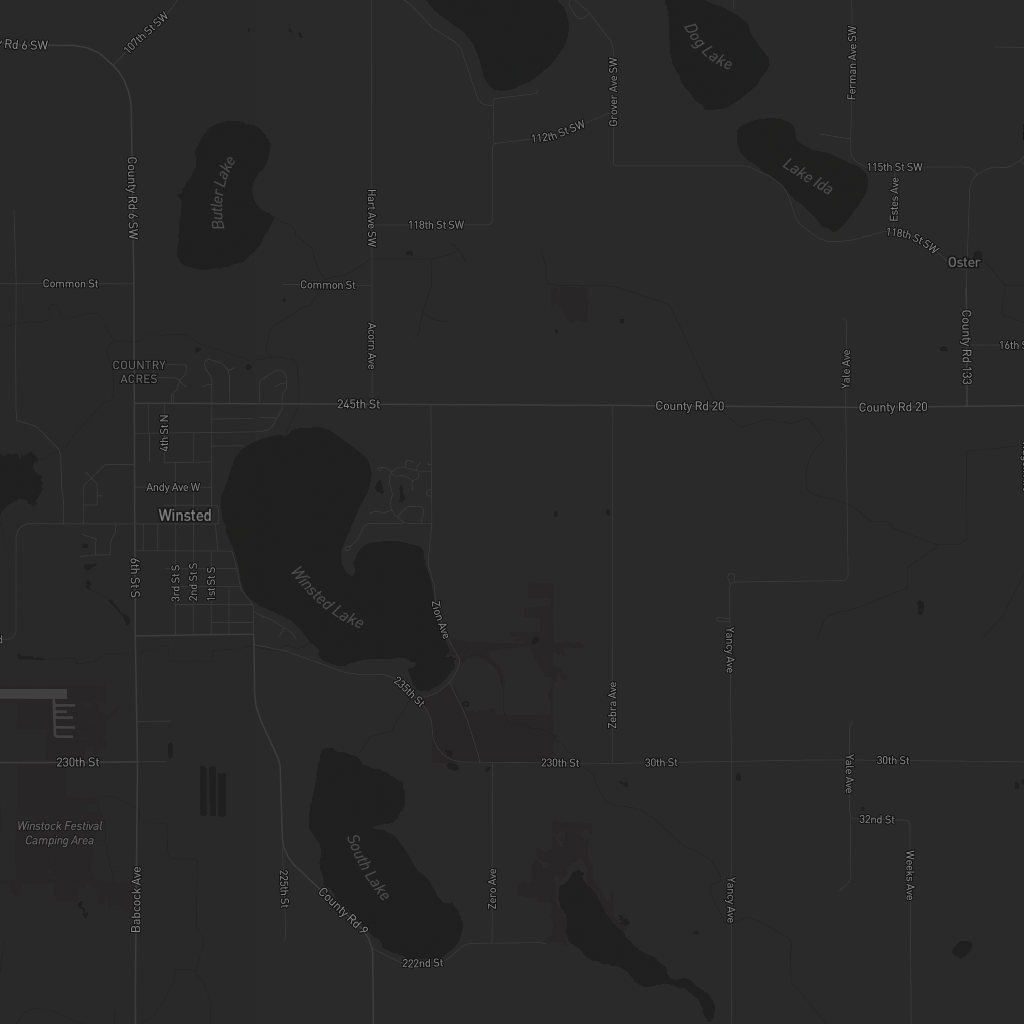 107th St SW
Rd 6 SW
Dog Lake
Ferman Ave SW
Grover Ave SW
112th St SW
Butler Lake
County Rd 6 SW
Lake Ida
115th St SW
Estes Ave
Hart Ave SW
118th St SW
118th St SW
Oster
Common St
Common St
Acorn Ave
County Rd 133
16th
Yale Ave
COUNTRY
ACRES
245th St
County Rd 20
County Rd 20
4th St N
Andy Ave W
Winsted
6th St S
3rd St S
2nd St S
1st St S
Winsted Lake
Zion Ave
Yancy Ave
235th St
Zebra Ave
230th St
230th St
30th St
30th St
Yale Ave
32nd St
Winstock Festival
Camping Area
South Lake
Babcock Ave
225th St
County Rd 9
Zero Ave
Yancy Ave
Weeks Ave
222nd St